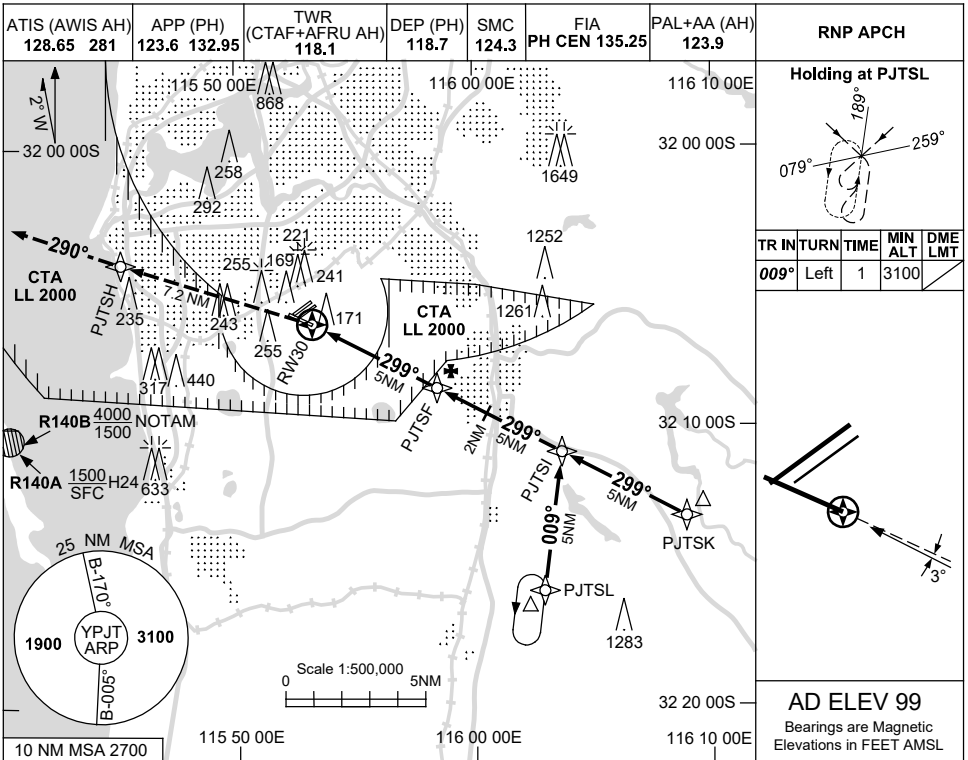 ATIS (AWIS AH)
128.65 281
APP (PH)
123.6 132.95
TWR
(CTAF+AFRU AH)
118.1
DEP (PH)
118.7
SMC
124.3
FIA
PH CEN 135.25
PAL+AA (AH)
123.9
RNP APCH
2° W
115 50 00E
116 00 00E
116 10 00E
32 00 00S
868
258
292
1649
221
255
169
241
1252
290°
CTA
LL 2000
PJTSH
7.2 NM
235
243
255
171
RW30
CTA
LL 2000
1261
299°
5NM
PJTSF
317
440
R140B 4000
1500 NOTAM
R140A 1500
SFC H24
633
2NM
299°
5NM
PJTSI
32 10 00S
299°
5NM
PJTSK
009°
5NM
PJTSL
1283
25 NM MSA
B-170°
1900
YPJT
ARP
3100
B-005°
Scale 1:500,000
0 5NM
32 20 00S
10 NM MSA 2700
115 50 00E
116 00 00E
116 10 00E
Holding at PJTSL
189°
259°
079°
TR IN TURN TIME MIN ALT DME LMT
009° Left 1 3100
3°
AD ELEV 99
Bearings are Magnetic
Elevations in FEET AMSL